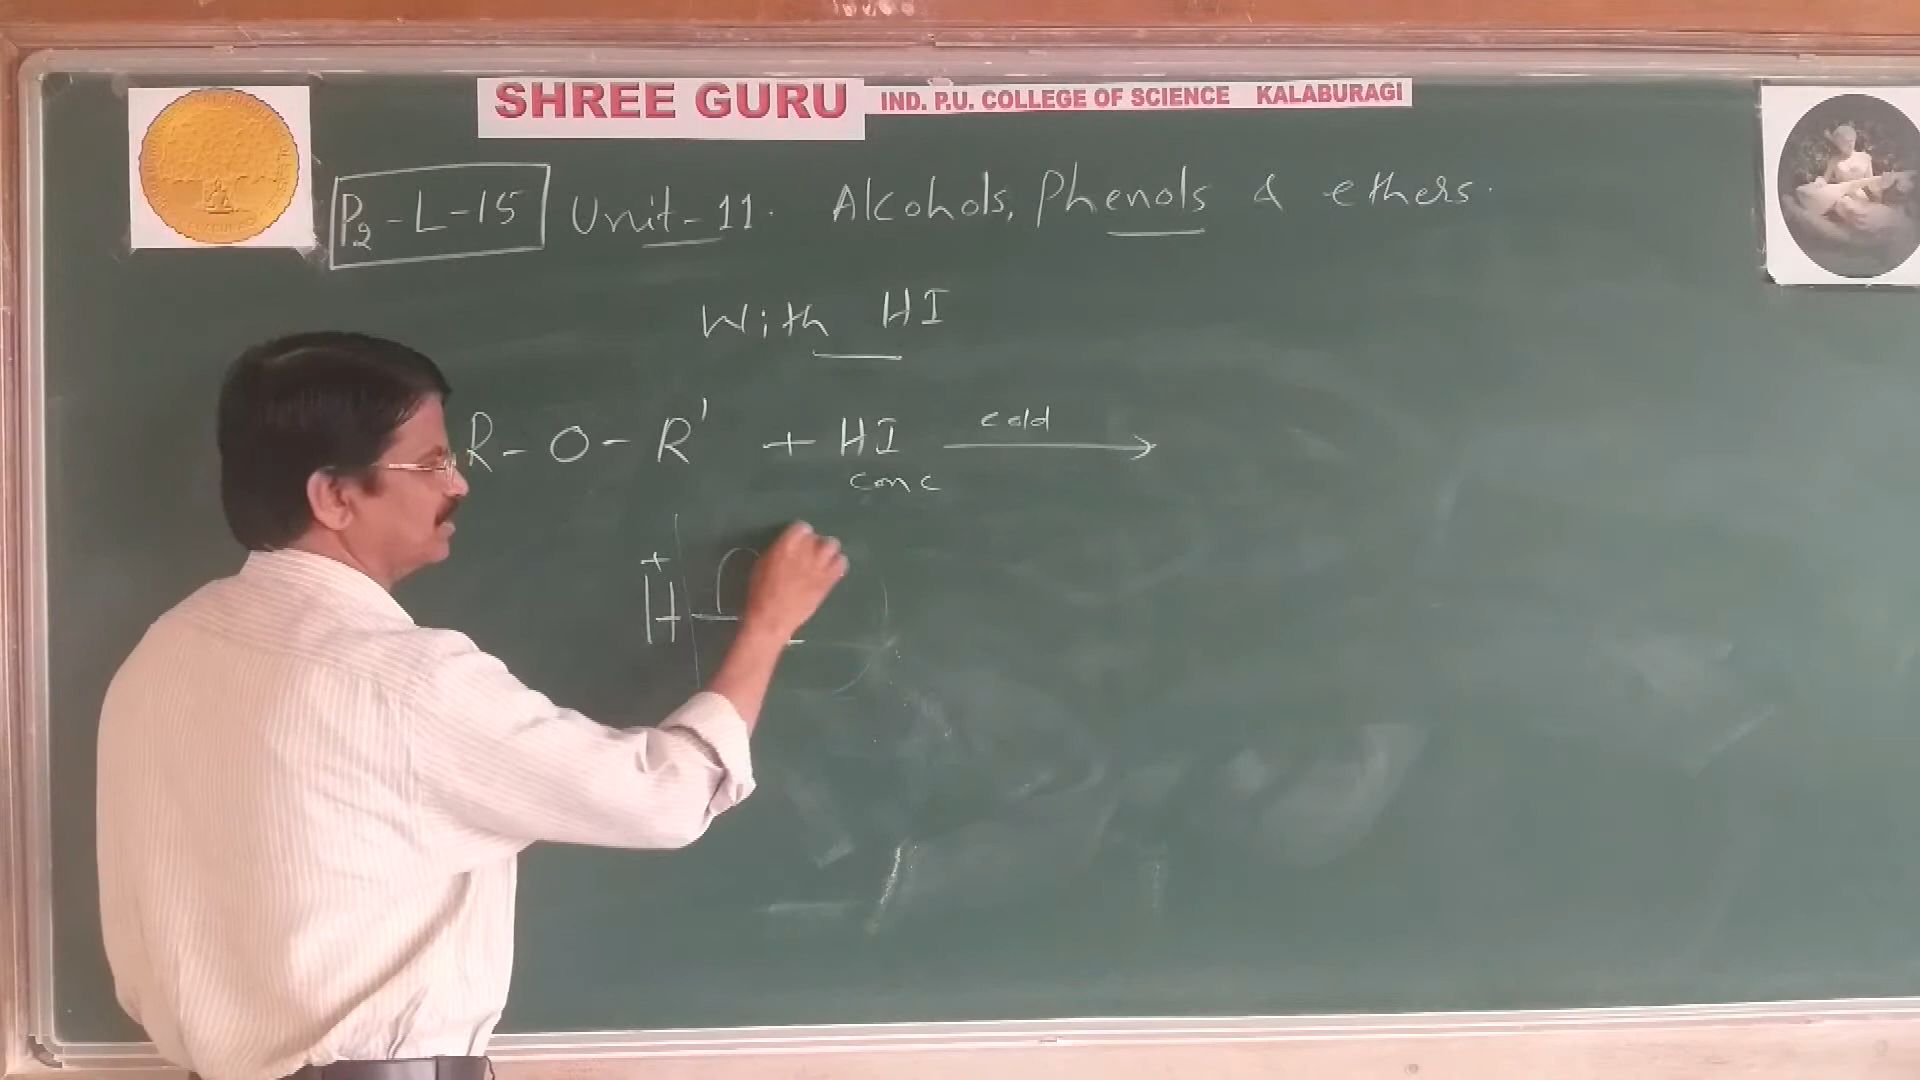 SHREE GURU IND. P.U. COLLEGE OF SCIENCE KALABURAGI
P2-L-15 Unit-11. Alcohols, Phenols & ethers.
With HI
cold
R-O-R' + HI
conc
+
H